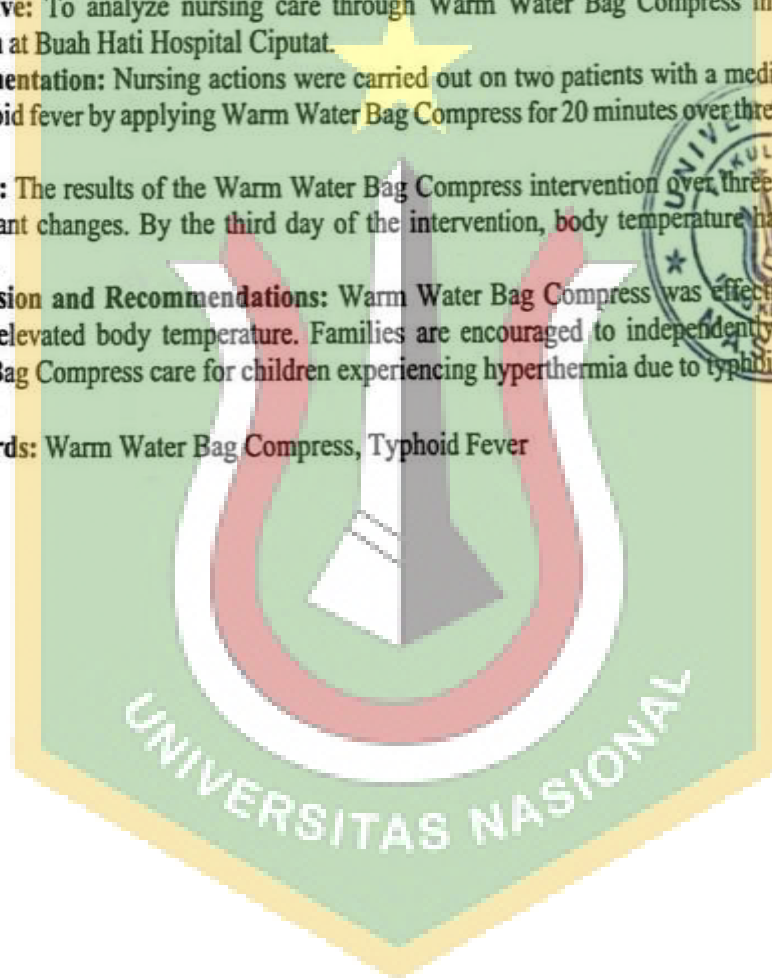 ve: To analyze nursing care through Warm Water Bag Compress in
at Buah Hati Hospital Ciputat.
entation: Nursing actions were carried out on two patients with a medi
oid fever by applying Warm Water Bag Compress for 20 minutes over thre
: The results of the Warm Water Bag Compress intervention over three
ant changes. By the third day of the intervention, body temperature ha
sion and Recommendations: Warm Water Bag Compress was effect
elevated body temperature. Families are encouraged to independently
Bag Compress care for children experiencing hyperthermia due to typhoi
rds: Warm Water Bag Compress, Typhoid Fever
UNIVE
AKUL
UNIVERSITAS NASIONAL